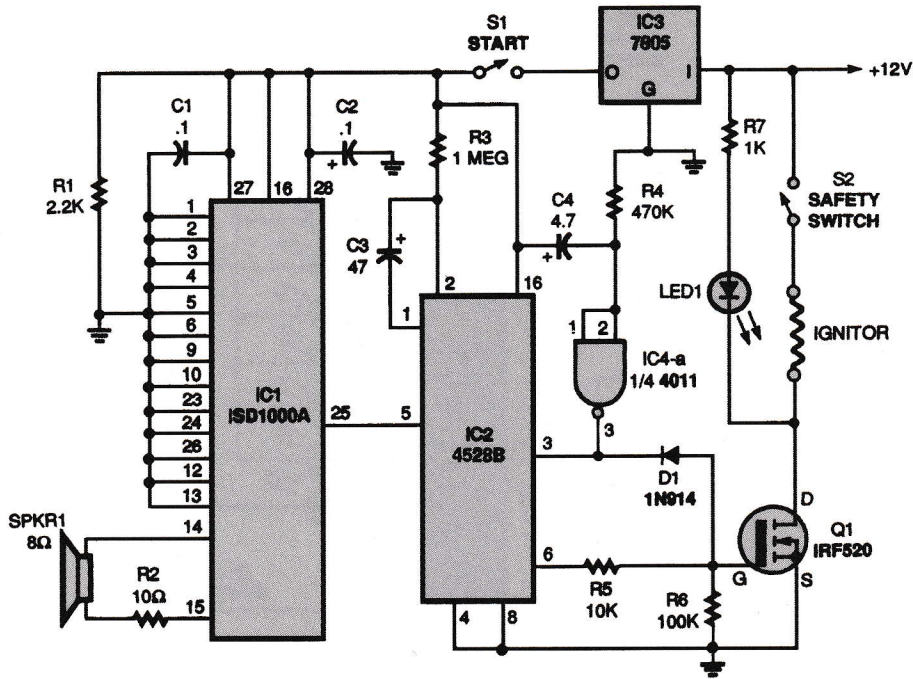 S1
START
IC3
7805
O
I
G
+12V
C1
.1
C2
.1
+
R1
2.2K
R3
1 MEG
R4
470K
R7
1K
S2
SAFETY
SWITCH
27
16
28
C3
47
+
C4
4.7
+
1
2
3
4
5
6
9
10
23
24
26
12
13
14
15
IC1
ISD1000A
25
2
16
1
5
IC2
4528B
3
6
4
8
1
2
IC4-a
1/4 4011
3
LED1
IGNITOR
D1
1N914
D
Q1
IRF520
G
S
SPKR1
8Ω
R2
10Ω
R5
10K
R6
100K